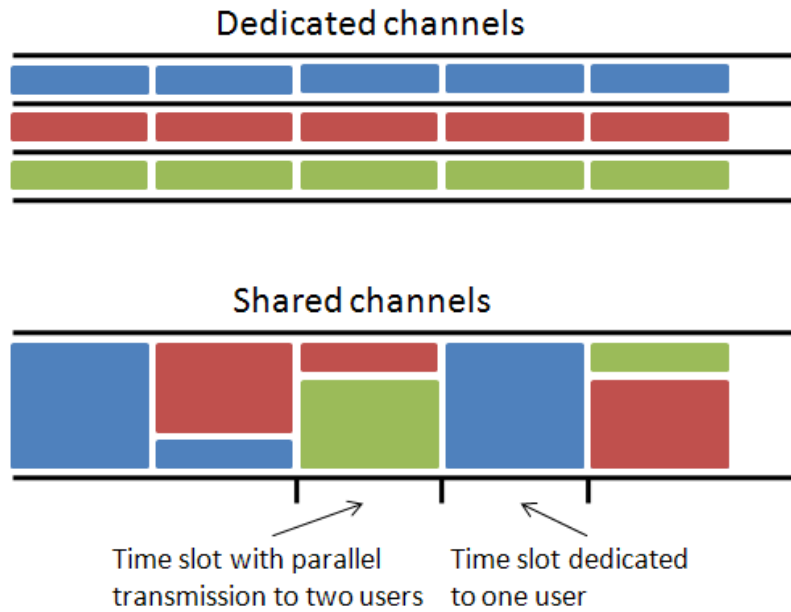 Dedicated channels
Shared channels
Time slot with parallel
transmission to two users
Time slot dedicated
to one user